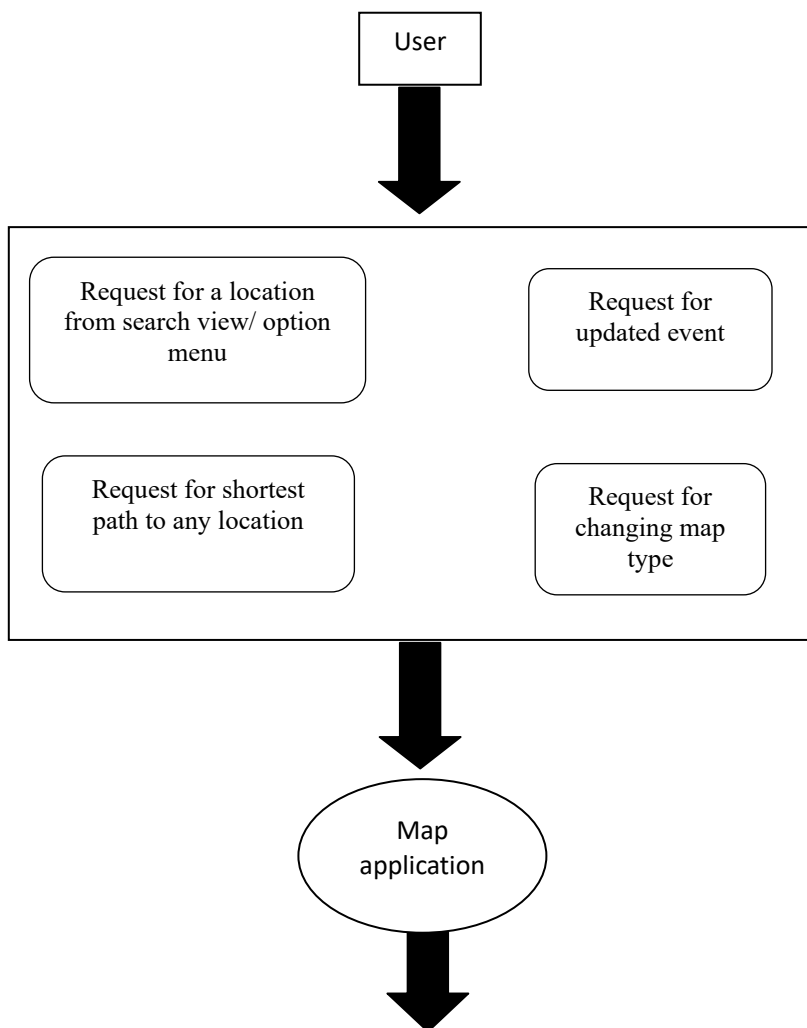 User
Request for a location
from search view/ option
menu
Request for
updated event
Request for shortest
path to any location
Request for
changing map
type
Map
application